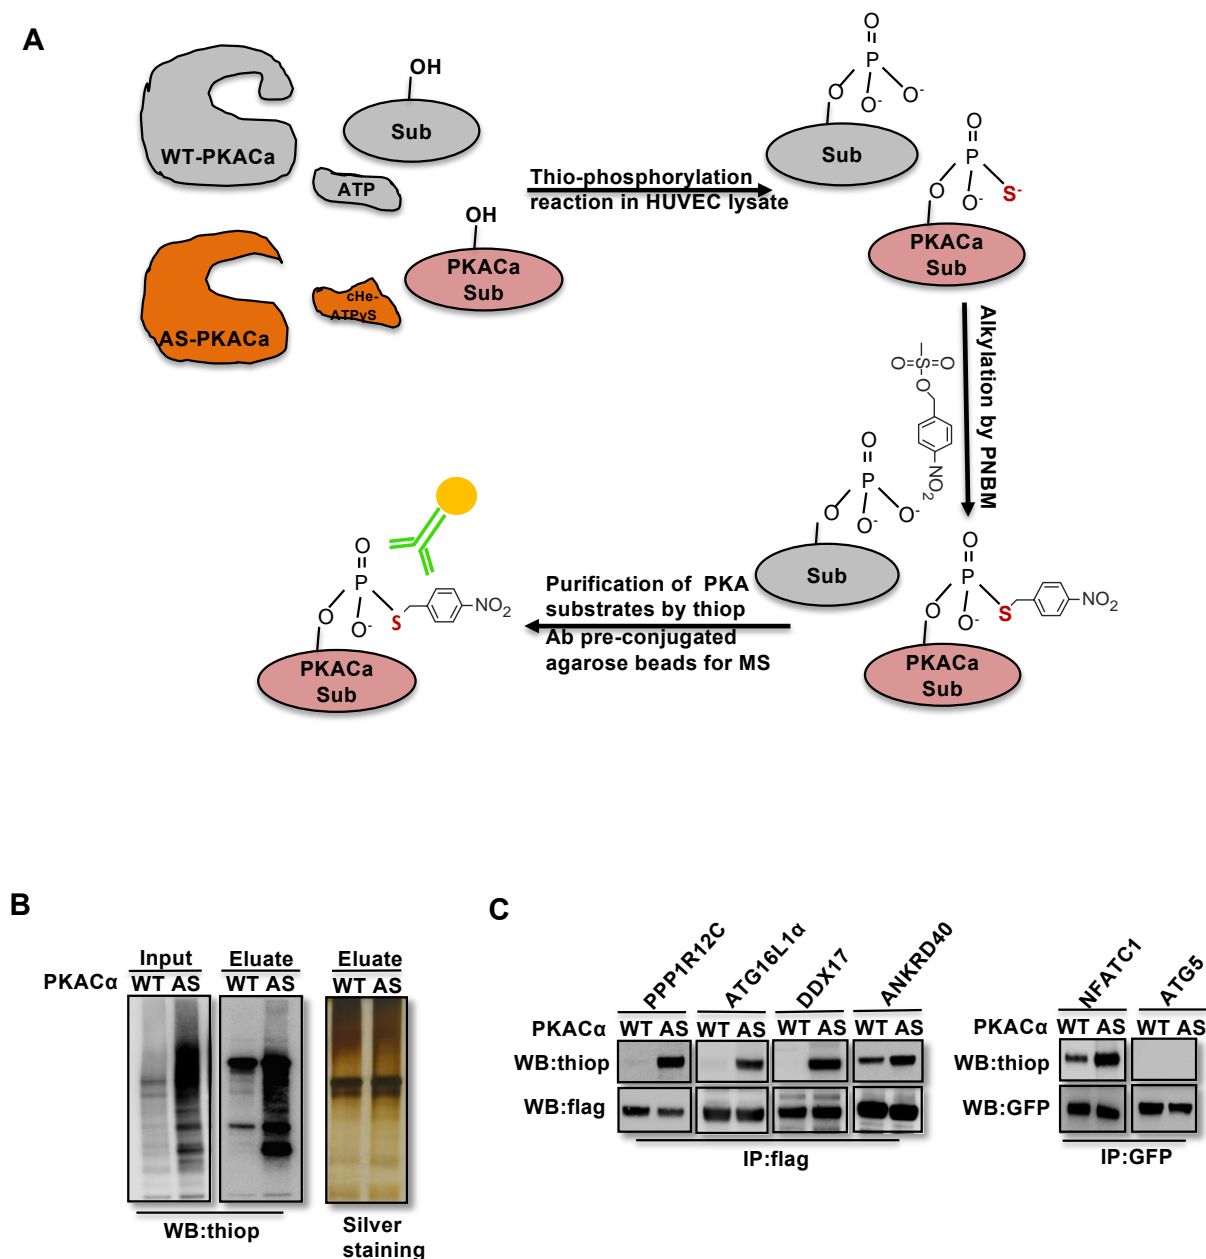 A
OH
WT-PKACa
Sub
ATP
OH
PKACa
Sub
cHe-
ATPγS
AS-PKACa
Thio-phosphorylation
reaction in HUVEC lysate
O
P
O
O-
O-
Sub
O
P
O
O-
S-
PKACa
Sub
Alkylation by PNBM
O=S=O
O
NO2
O
P
O
O-
O-
Sub
O
P
O
O-
S
NO2
PKACa
Sub
Purification of PKA
substrates by thiop
Ab pre-conjugated
agarose beads for MS
O
P
O
O-
S
NO2
PKACa
Sub
B
Input Eluate Eluate
PKACα WT AS WT AS WT AS
WB:thiop
Silver
staining
C
PPP1R12C ATG16L1α DDX17 ANKRD40 NFATC1 ATG5
PKACα WT AS WT AS WT AS WT AS PKACα WT AS WT AS
WB:thiop WB:thiop
WB:flag WB:GFP
IP:flag IP:GFP